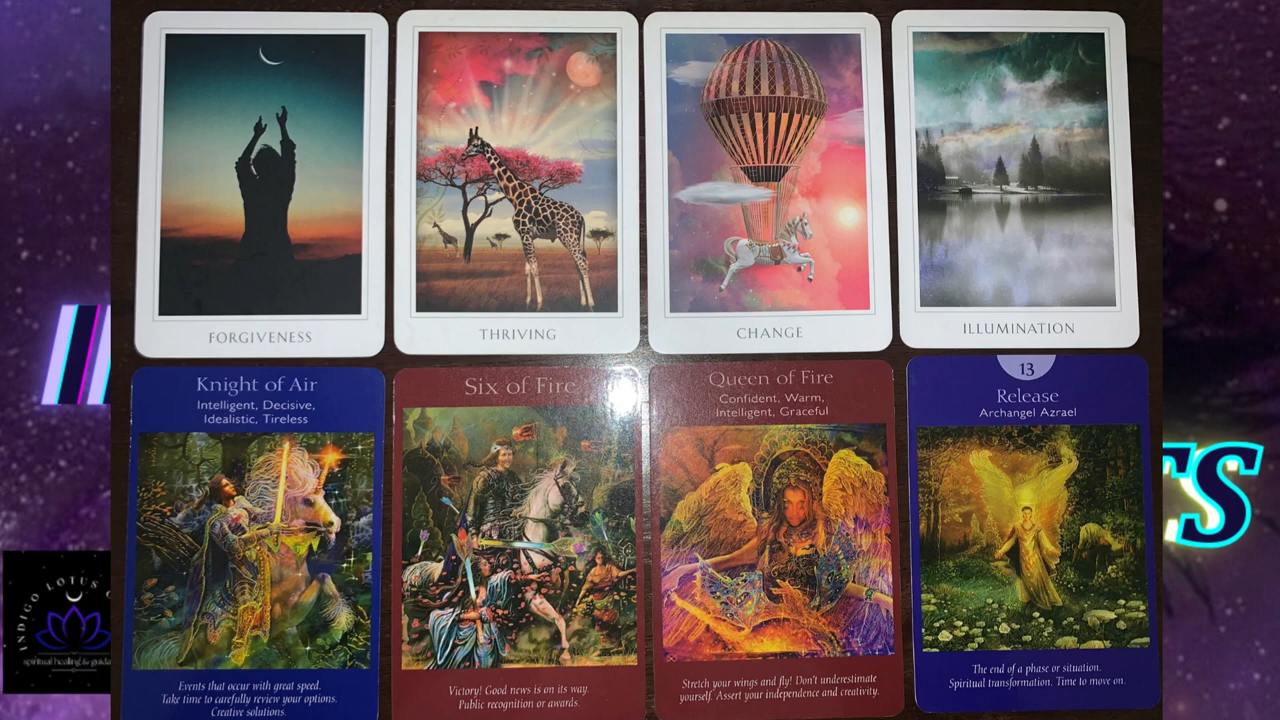 FORGIVENESS
THRIVING
CHANGE
ILLUMINATION
Knight of Air
Intelligent, Decisive,
Idealistic, Tireless
Events that occur with great speed.
Take time to carefully review your options.
Creative solutions.
Six of Fire
Victory! Good news is on its way.
Public recognition or awards.
Queen of Fire
Confident, Warm,
Intelligent, Graceful
Stretch your wings and fly! Don't underestimate
yourself. Assert your independence and creativity.
13
Release
Archangel Azrael
The end of a phase or situation.
Spiritual transformation. Time to move on.
INDIGO LOTUS
spiritual healing &
S